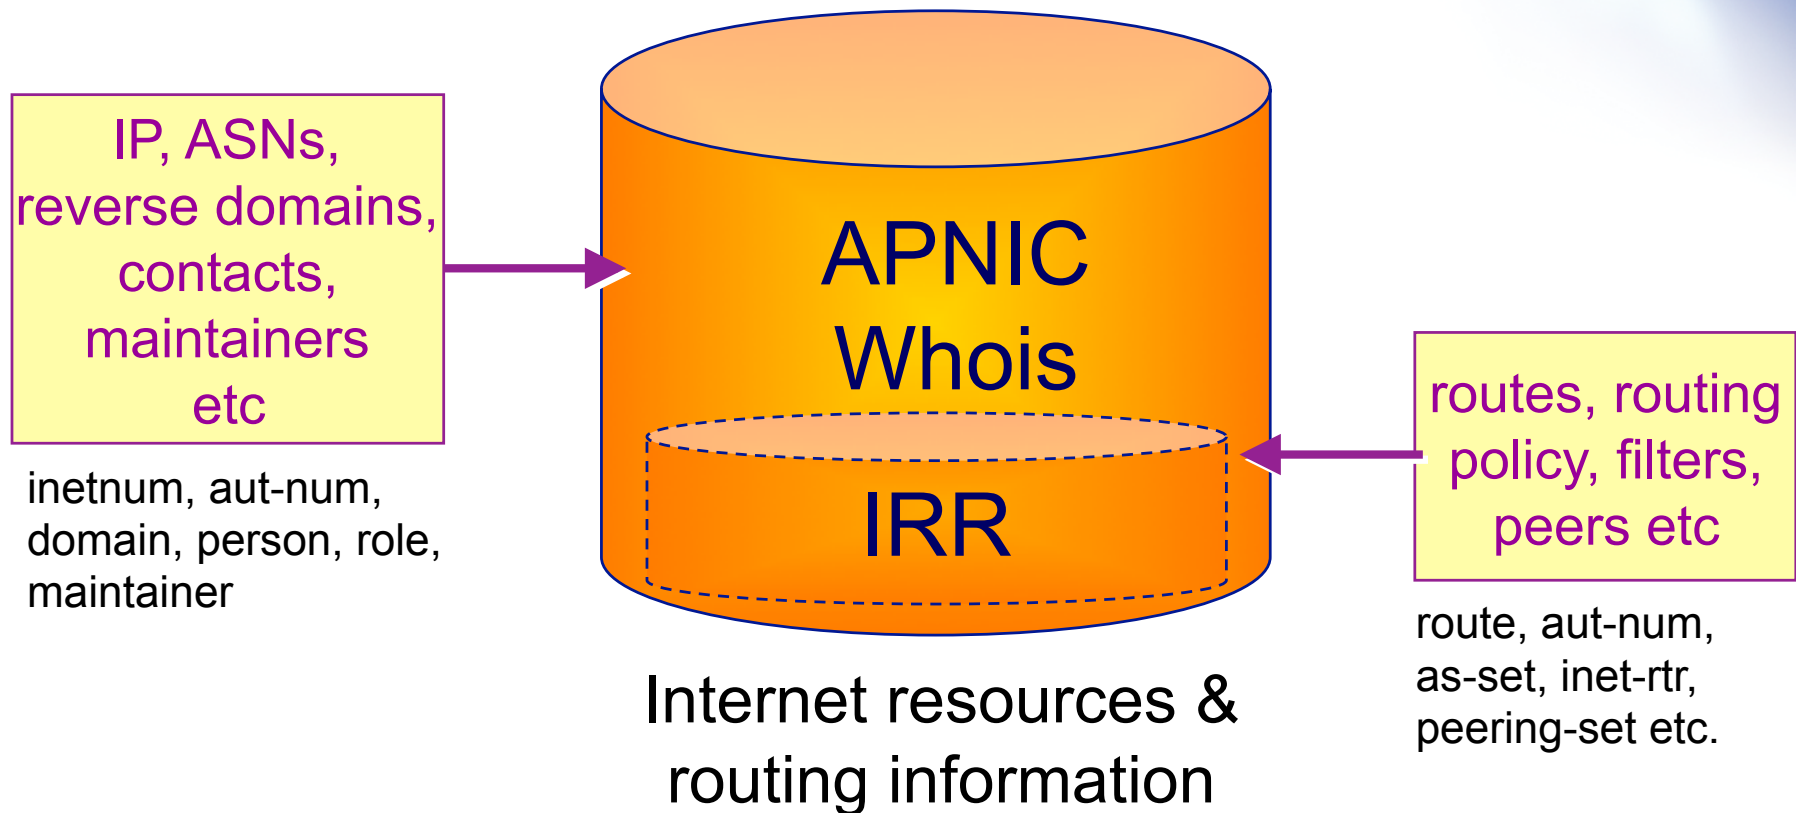 IP, ASNs,
reverse domains,
contacts,
maintainers
etc
inetnum, aut-num,
domain, person, role,
maintainer
APNIC
Whois
IRR
Internet resources &
routing information
routes, routing
policy, filters,
peers etc
route, aut-num,
as-set, inet-rtr,
peering-set etc.